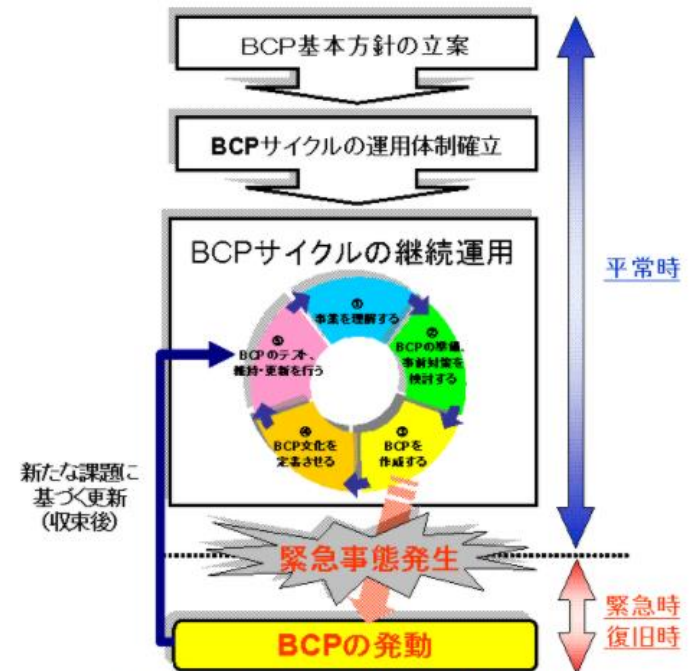 BCP基本方針の立案
BCPサイクルの運用体制確立
BCPサイクルの継続運用
①
事業を理解する
②
BCPの準備、
事前対策を
検討する
③
BCPを
作成する
④
BCP文化を
定着させる
⑤
BCPのテスト、
維持・更新を行う
平常時
新たな課題に
基づく更新
(収束後)
緊急事態発生
緊急時
復旧時
BCPの発動